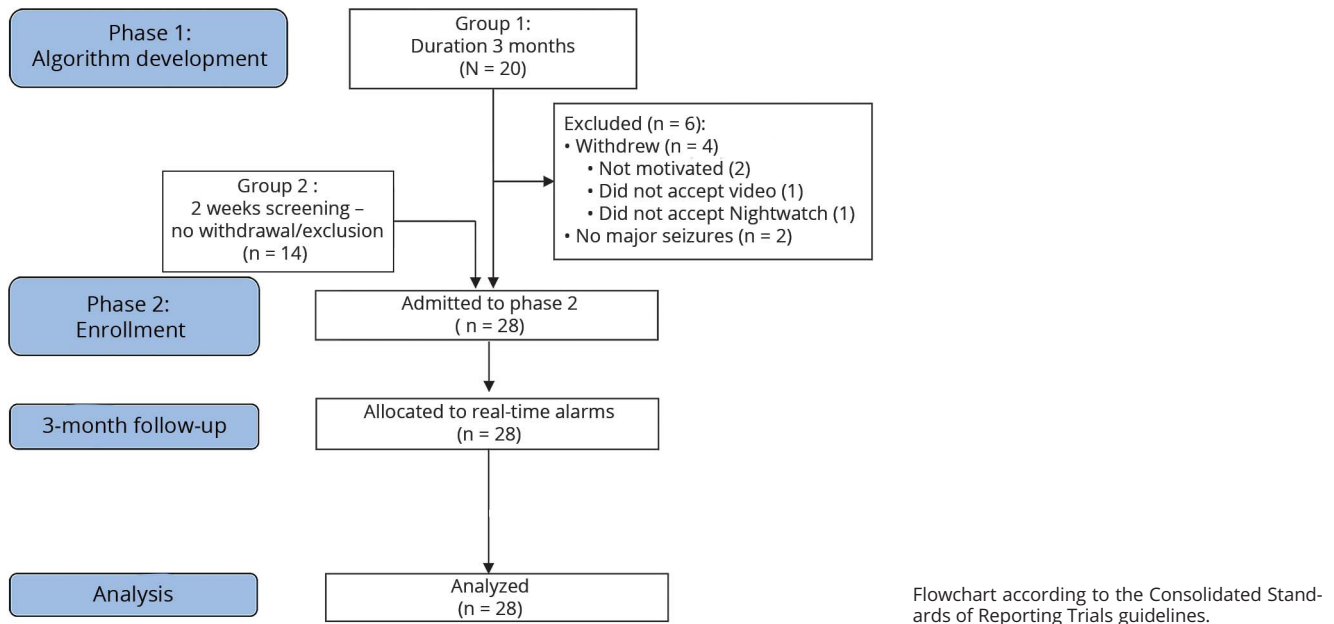 Phase 1:
Algorithm development
Group 1:
Duration 3 months
(N = 20)
Excluded (n = 6):
• Withdrew (n = 4)
• Not motivated (2)
• Did not accept video (1)
• Did not accept Nightwatch (1)
• No major seizures (n = 2)
Group 2 :
2 weeks screening –
no withdrawal/exclusion
(n = 14)
Phase 2:
Enrollment
Admitted to phase 2
( n = 28)
3-month follow-up
Allocated to real-time alarms
(n = 28)
Analysis
Analyzed
(n = 28)
Flowchart according to the Consolidated Stand-
ards of Reporting Trials guidelines.